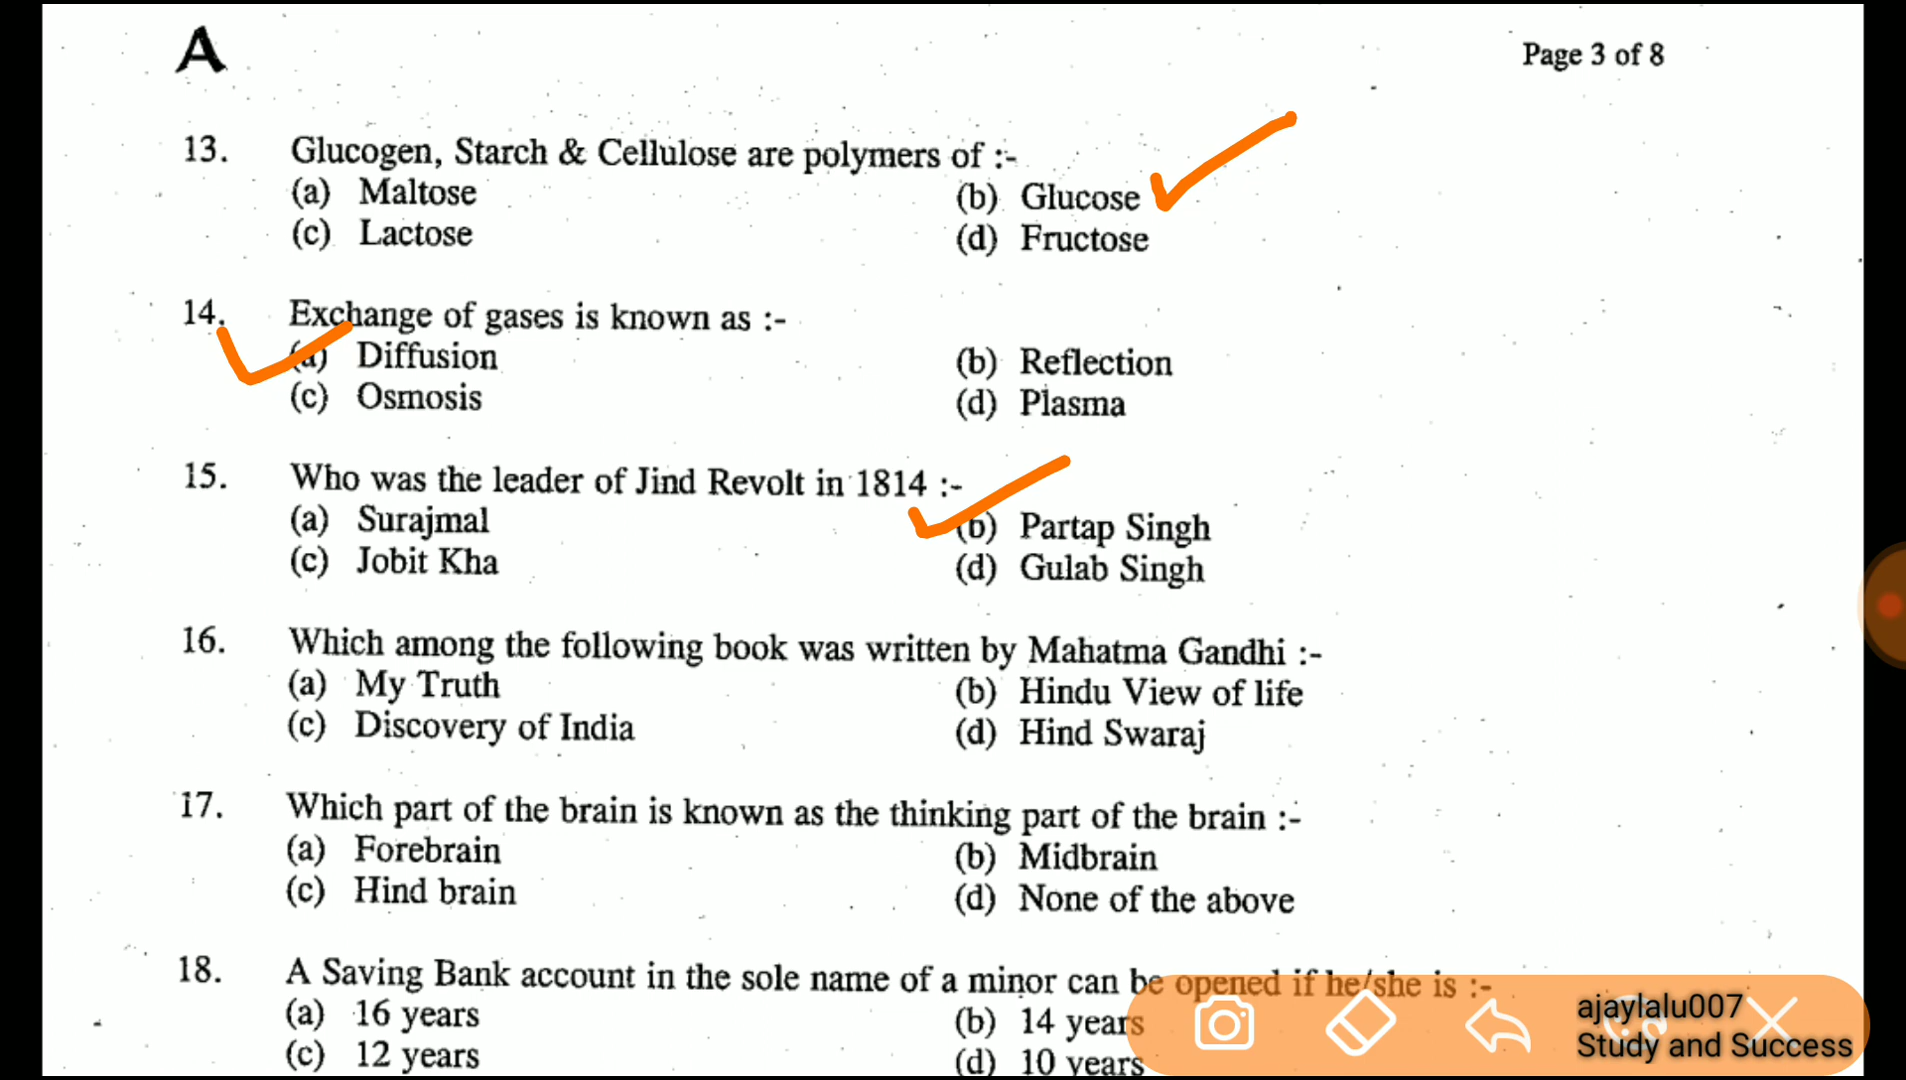 A
Page 3 of 8
13. Glucogen, Starch & Cellulose are polymers of :-
(a) Maltose (b) Glucose
(c) Lactose (d) Fructose
14. Exchange of gases is known as :-
(a) Diffusion (b) Reflection
(c) Osmosis (d) Plasma
15. Who was the leader of Jind Revolt in 1814 :-
(a) Surajmal (b) Partap Singh
(c) Jobit Kha (d) Gulab Singh
16. Which among the following book was written by Mahatma Gandhi :-
(a) My Truth (b) Hindu View of life
(c) Discovery of India (d) Hind Swaraj
17. Which part of the brain is known as the thinking part of the brain :-
(a) Forebrain (b) Midbrain
(c) Hind brain (d) None of the above
18. A Saving Bank account in the sole name of a minor can be opened if he/she is :-
(a) 16 years (b) 14 years
(c) 12 years (d) 10 years
ajaylalu007
Study and Success